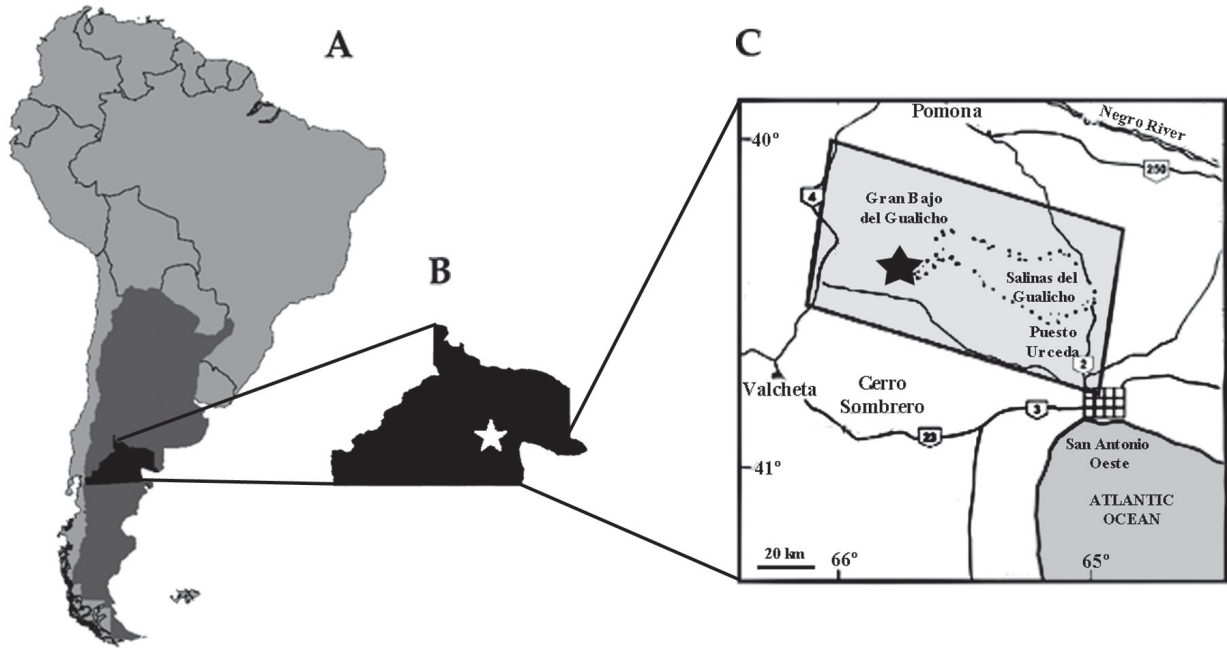 A
B
C
Pomona
Negro River
40°
250
4
Gran Bajo
del Gualicho
Salinas del
Gualicho
Puesto
Urceda
2
Valcheta
Cerro
Sombrero
3
23
San Antonio
Oeste
41°
ATLANTIC
OCEAN
20 km
66°
65°